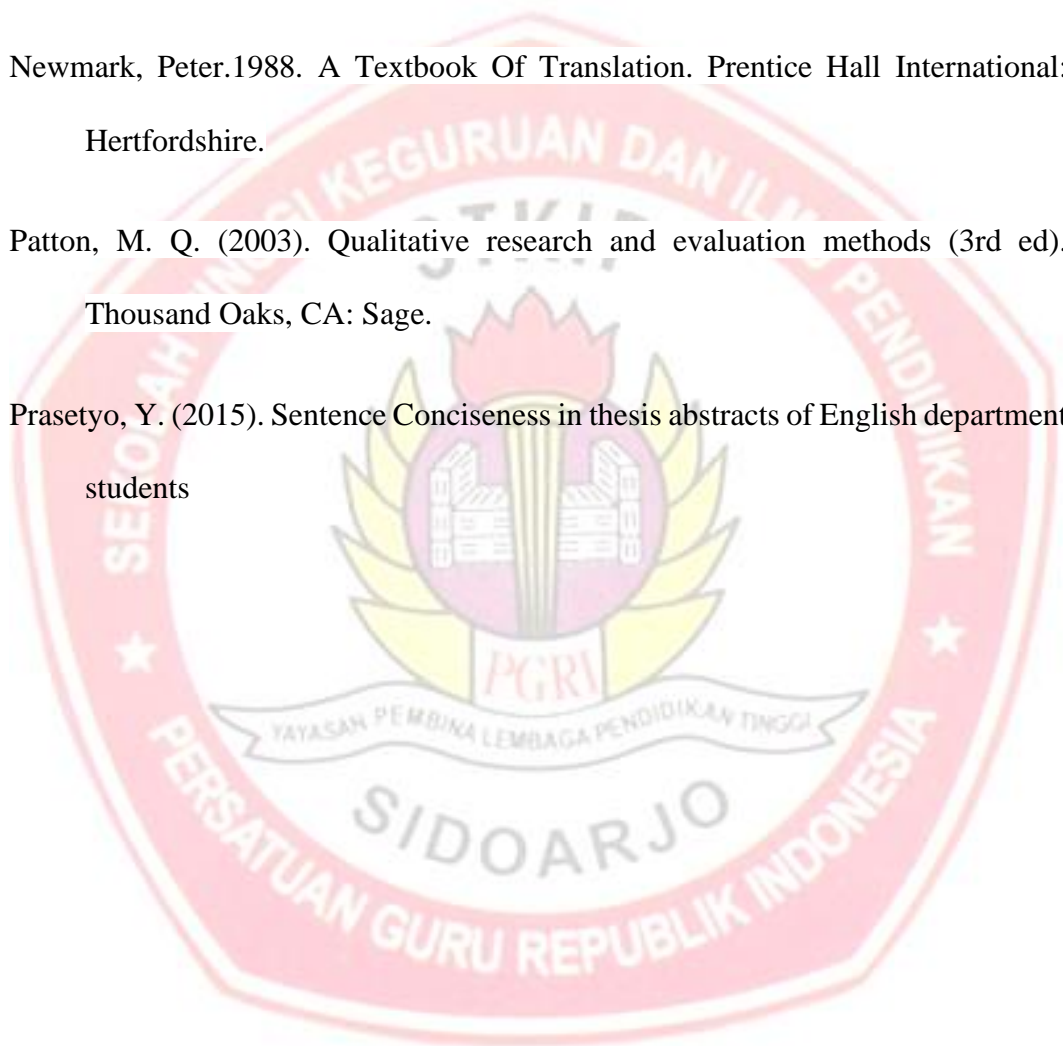 Newmark, Peter.1988. A Textbook Of Translation. Prentice Hall International:
Hertfordshire.
Patton, M. Q. (2003). Qualitative research and evaluation methods (3rd ed).
Thousand Oaks, CA: Sage.
Prasetyo, Y. (2015). Sentence Conciseness in thesis abstracts of English department
students
SEKOLAH TINGGI KEGURUAN DAN ILMU PENDIDIKAN
STKIP
PGRI
YAYASAN PEMBINA LEMBAGA PENDIDIKAN TINGGI
SIDOARJO
PERSATUAN GURU REPUBLIK INDONESIA